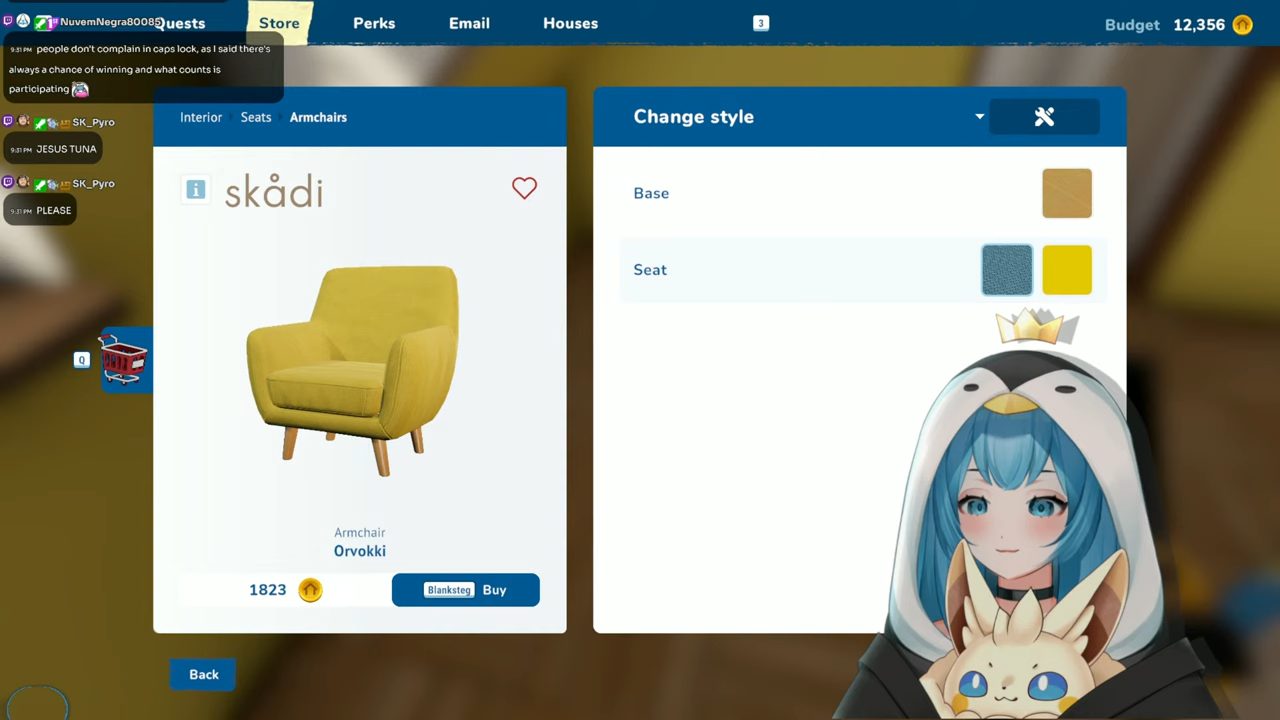 NuvemNegra80085
9:31 PM people don't complain in caps lock, as I said there's
always a chance of winning and what counts is
participating
SK_Pyro
9:31 PM JESUS TUNA
SK_Pyro
9:31 PM PLEASE
Quests
Store
Perks
Email
Houses
3
Budget 12,356
Interior Seats Armchairs
i
skådi
Q
Armchair
Orvokki
1823
Blanksteg Buy
Back
Change style
Base
Seat